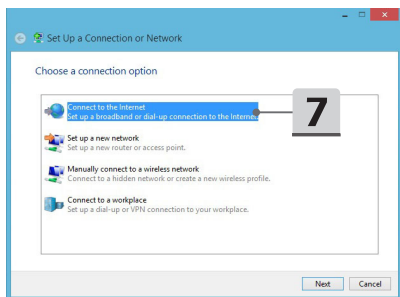 Set Up a Connection or Network
Choose a connection option
Connect to the Internet
Set up a broadband or dial-up connection to the Internet.
7
Set up a new network
Set up a new router or access point.
Manually connect to a wireless network
Connect to a hidden network or create a new wireless profile.
Connect to a workplace
Set up a dial-up or VPN connection to your workplace.
Next Cancel